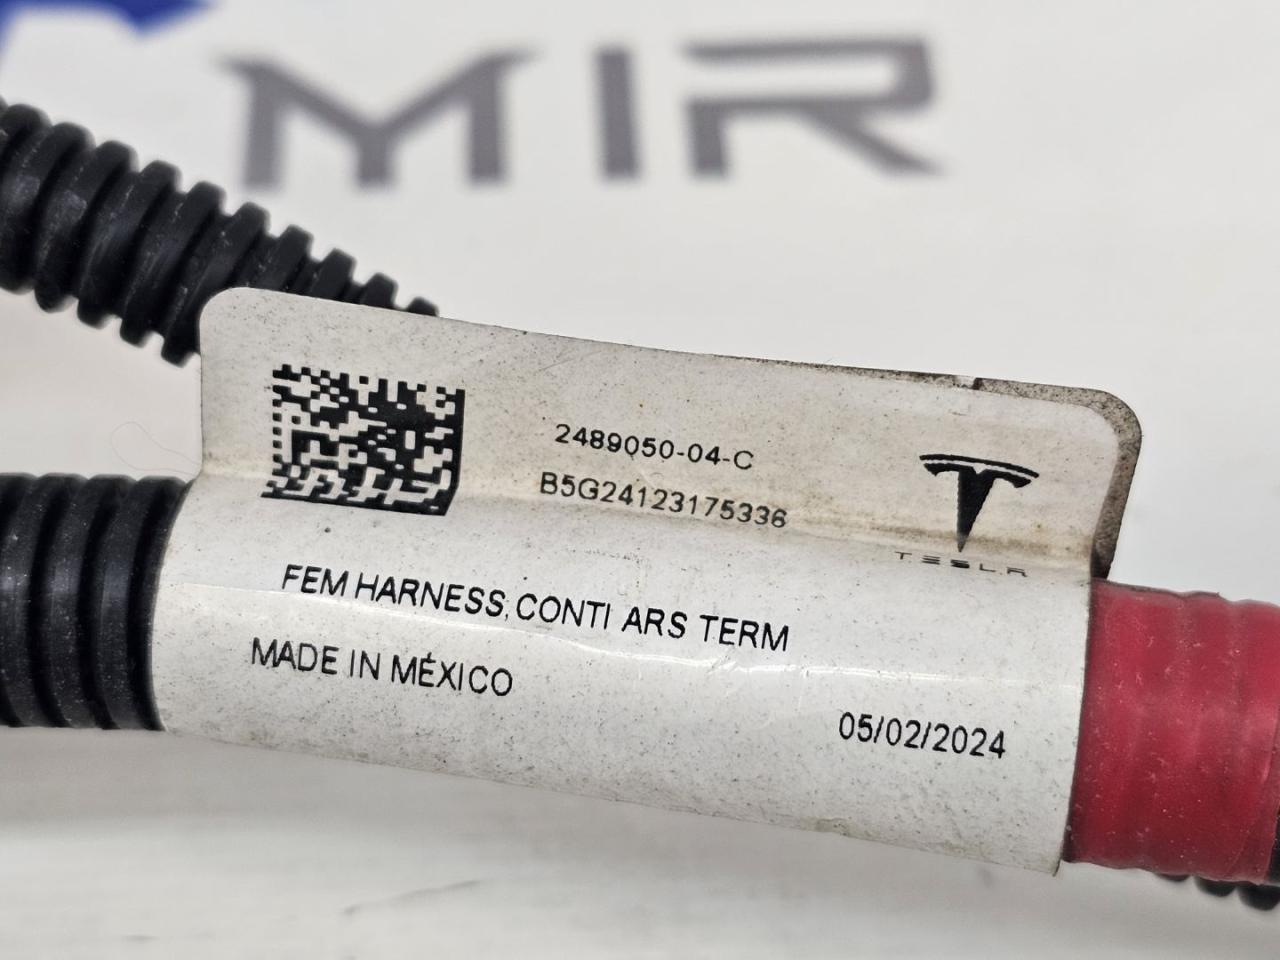 MIR
2489050-04-C
B5G24123175336
TESLA
FEM HARNESS, CONTI ARS TERM
MADE IN MÉXICO
05/02/2024